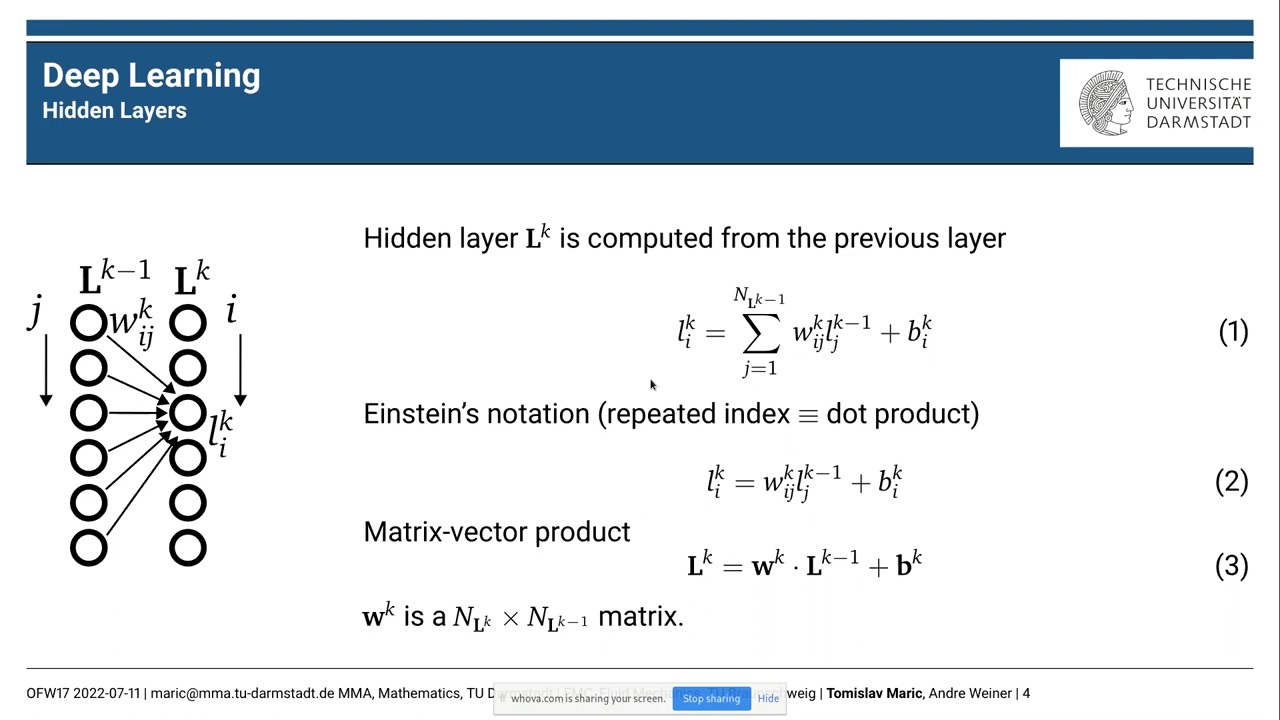 Deep Learning
Hidden Layers
TECHNISCHE
UNIVERSITÄT
DARMSTADT
Hidden layer L^k is computed from the previous layer
L^{k−1} L^k
j w_{ij}^k i
l_i^k
l_i^k = \sum_{j=1}^{N_{L^{k−1}}} w_{ij}^k l_j^{k−1} + b_i^k (1)
Einstein’s notation (repeated index ≡ dot product)
l_i^k = w_{ij}^k l_j^{k−1} + b_i^k (2)
Matrix-vector product
L^k = w^k · L^{k−1} + b^k (3)
w^k is a N_{L^k} × N_{L^{k−1}} matrix.
OFW17 2022-07-11 | maric@mma.tu-darmstadt.de MMA, Mathematics, TU | Tomislav Maric, Andre Weiner | 4
whova.com is sharing your screen. Stop sharing Hide